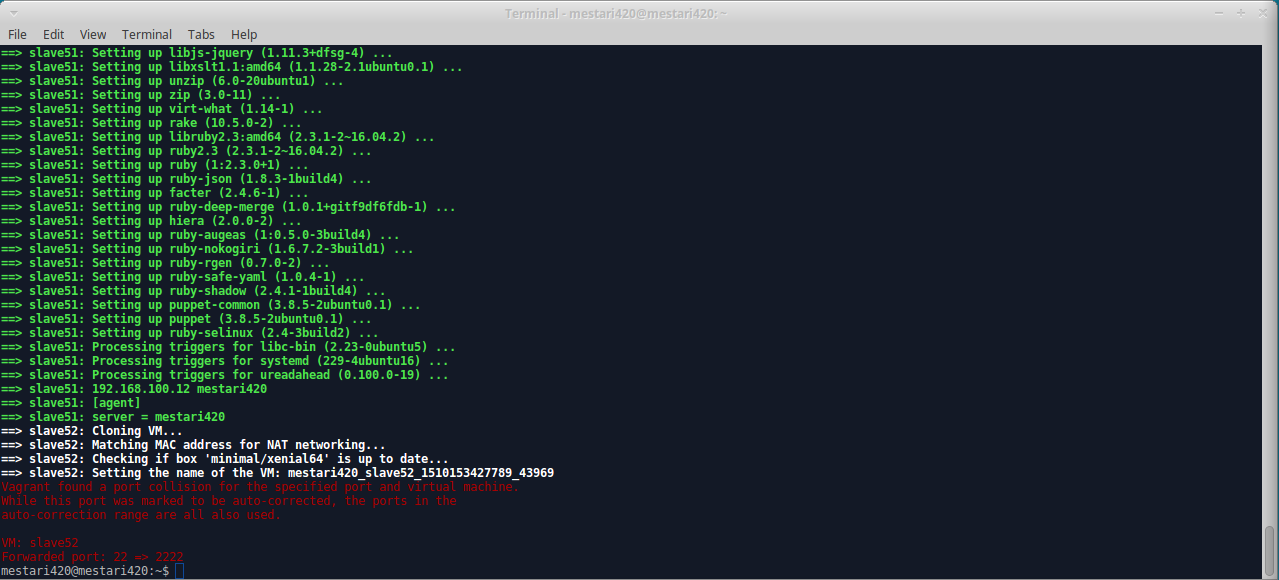 Terminal - mestari420@mestari420: ~
File Edit View Terminal Tabs Help
==> slave51: Setting up libjs-jquery (1.11.3+dfsg-4) ...
==> slave51: Setting up libxslt1.1:amd64 (1.1.28-2.1ubuntu0.1) ...
==> slave51: Setting up unzip (6.0-20ubuntu1) ...
==> slave51: Setting up zip (3.0-11) ...
==> slave51: Setting up virt-what (1.14-1) ...
==> slave51: Setting up rake (10.5.0-2) ...
==> slave51: Setting up libruby2.3:amd64 (2.3.1-2~16.04.2) ...
==> slave51: Setting up ruby2.3 (2.3.1-2~16.04.2) ...
==> slave51: Setting up ruby (1:2.3.0+1) ...
==> slave51: Setting up ruby-json (1.8.3-1build4) ...
==> slave51: Setting up facter (2.4.6-1) ...
==> slave51: Setting up ruby-deep-merge (1.0.1+gitf9df6fdb-1) ...
==> slave51: Setting up hiera (2.0.0-2) ...
==> slave51: Setting up ruby-augeas (1:0.5.0-3build4) ...
==> slave51: Setting up ruby-nokogiri (1.6.7.2-3build1) ...
==> slave51: Setting up ruby-rgen (0.7.0-2) ...
==> slave51: Setting up ruby-safe-yaml (1.0.4-1) ...
==> slave51: Setting up ruby-shadow (2.4.1-1build4) ...
==> slave51: Setting up puppet-common (3.8.5-2ubuntu0.1) ...
==> slave51: Setting up puppet (3.8.5-2ubuntu0.1) ...
==> slave51: Setting up ruby-selinux (2.4-3build2) ...
==> slave51: Processing triggers for libc-bin (2.23-0ubuntu5) ...
==> slave51: Processing triggers for systemd (229-4ubuntu16) ...
==> slave51: Processing triggers for ureadahead (0.100.0-19) ...
==> slave51: 192.168.100.12 mestari420
==> slave51: [agent]
==> slave51: server = mestari420
==> slave52: Cloning VM...
==> slave52: Matching MAC address for NAT networking...
==> slave52: Checking if box 'minimal/xenial64' is up to date...
==> slave52: Setting the name of the VM: mestari420_slave52_1510153427789_43969
Vagrant found a port collision for the specified port and virtual machine.
While this port was marked to be auto-corrected, the ports in the
auto-correction range are all also used.
VM: slave52
Forwarded port: 22 => 2222
mestari420@mestari420:~$